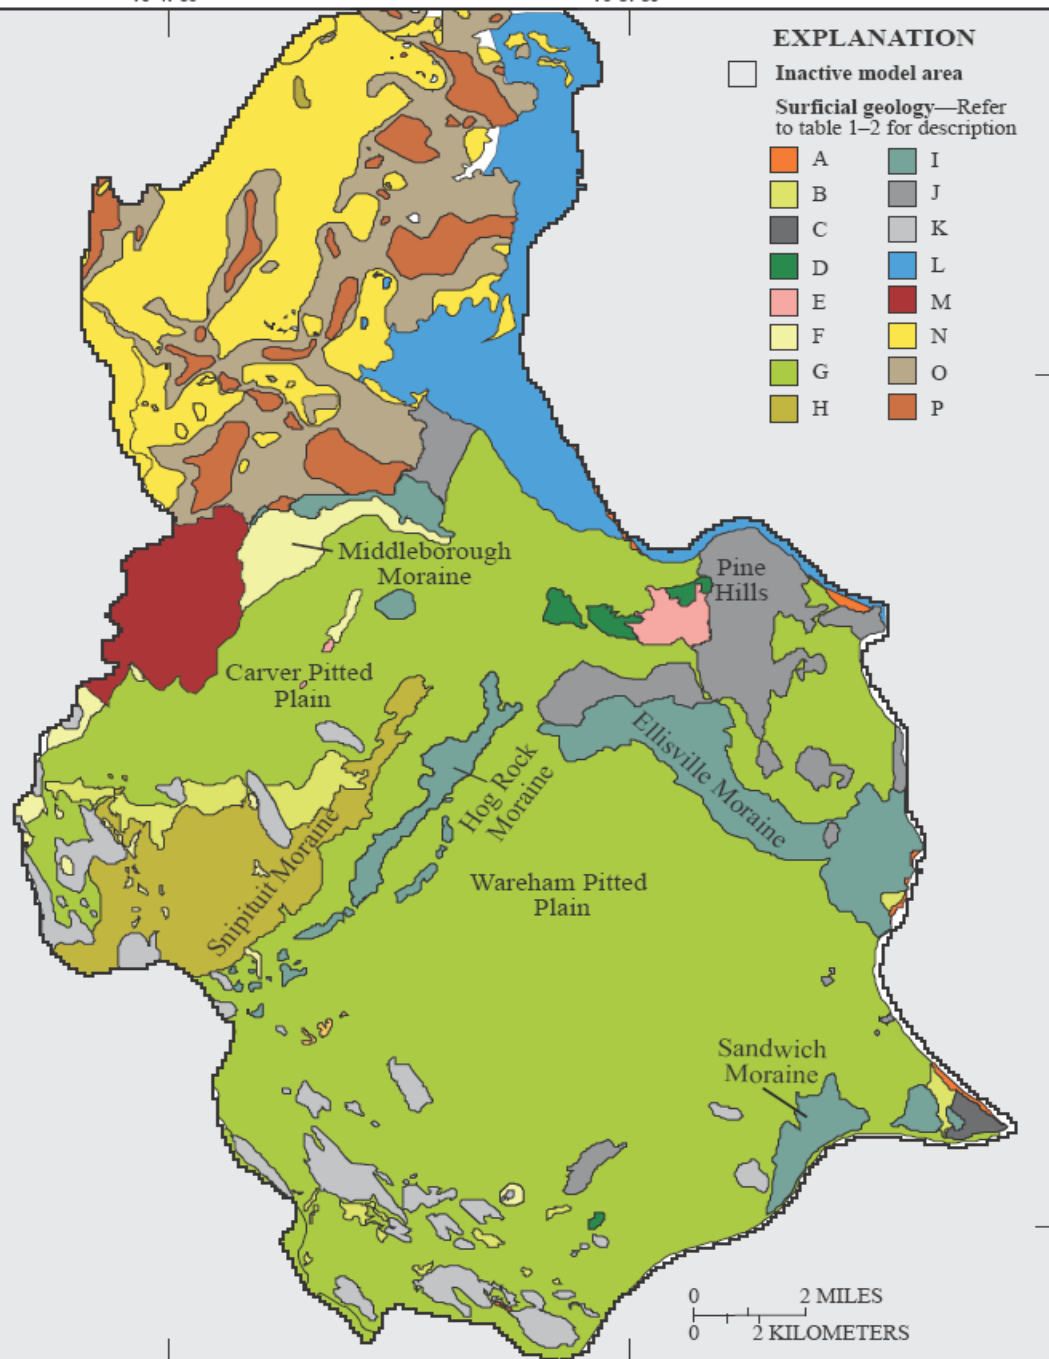 EXPLANATION
Inactive model area
Surficial geology—Refer
to table 1–2 for description
A
B
C
D
E
F
G
H
I
J
K
L
M
N
O
P
Middleborough
Moraine
Pine
Hills
Carver Pitted
Plain
Ellisville Moraine
Hog Rock
Moraine
Snipituit Moraine
Wareham Pitted
Plain
Sandwich
Moraine
0 2 MILES
0 2 KILOMETERS